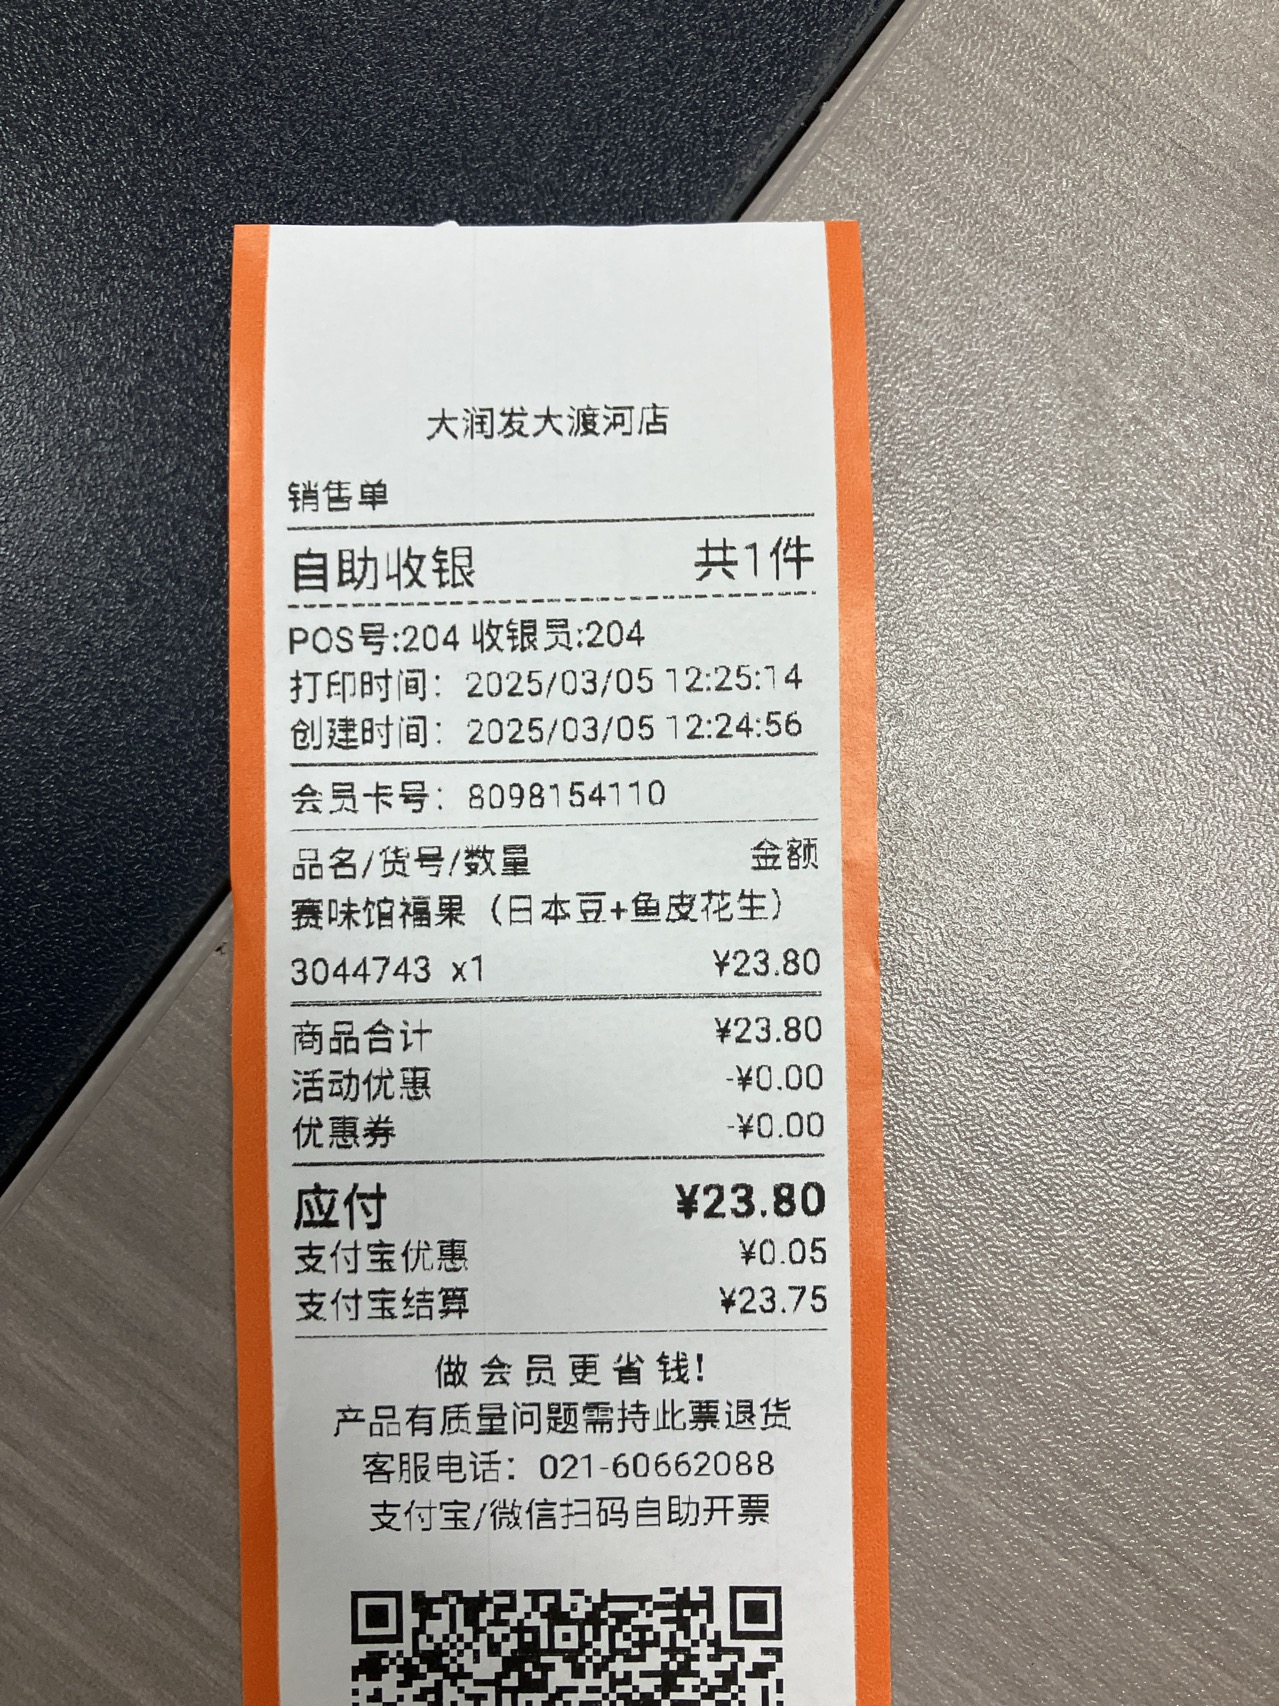 大润发大渡河店
销售单
自助收银 共1件
POS号:204 收银员:204
打印时间：2025/03/05 12:25:14
创建时间：2025/03/05 12:24:56
会员卡号：8098154110
品名/货号/数量 金额
赛味馆福果（日本豆+鱼皮花生）
3044743 x1 ¥23.80
商品合计 ¥23.80
活动优惠 -¥0.00
优惠券 -¥0.00
应付 ¥23.80
支付宝优惠 ¥0.05
支付宝结算 ¥23.75
做会员更省钱!
产品有质量问题需持此票退货
客服电话：021-60662088
支付宝/微信扫码自助开票